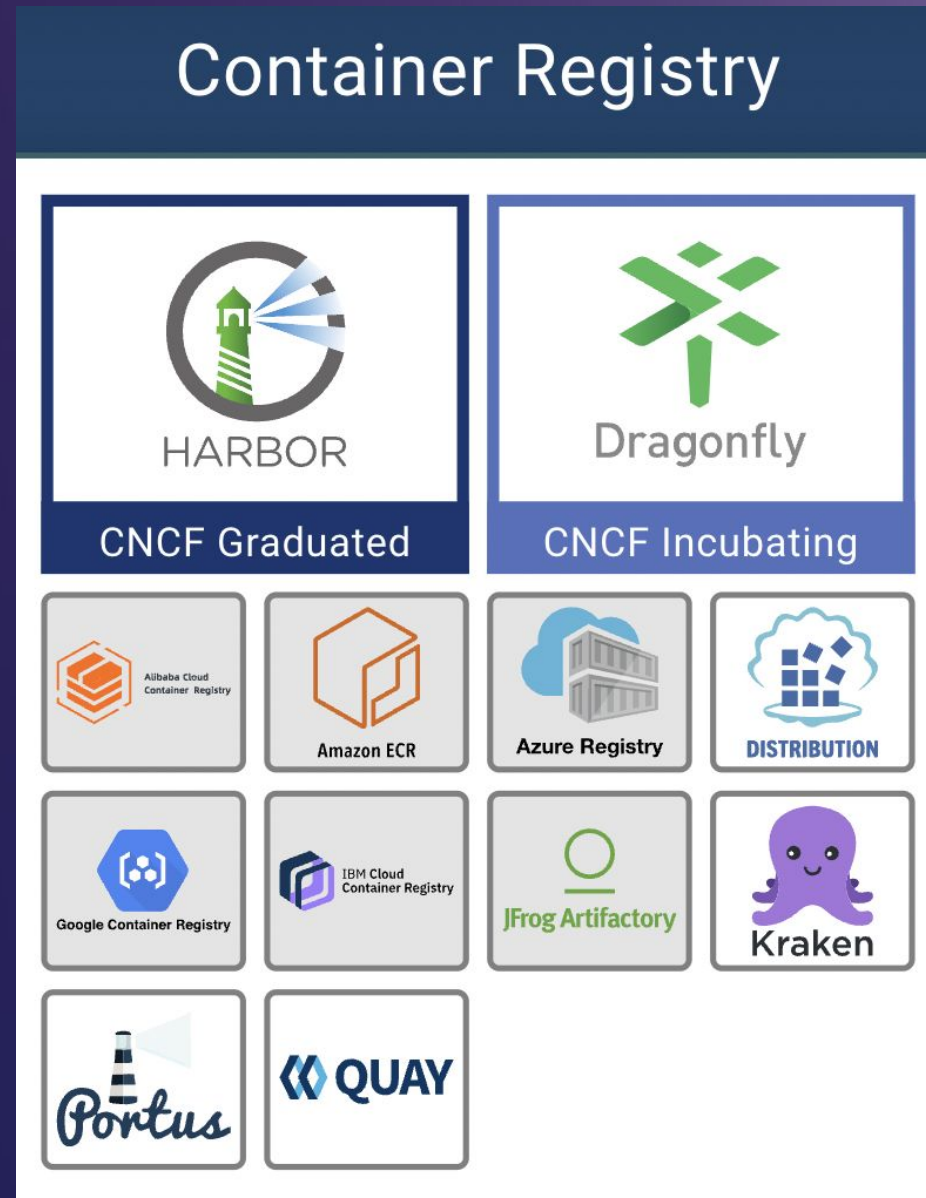 Container Registry
HARBOR
Dragonfly
CNCF Graduated
CNCF Incubating
Alibaba Cloud
Container Registry
Amazon ECR
Azure Registry
DISTRIBUTION
Google Container Registry
IBM Cloud
Container Registry
JFrog Artifactory
Kraken
Portus
QUAY